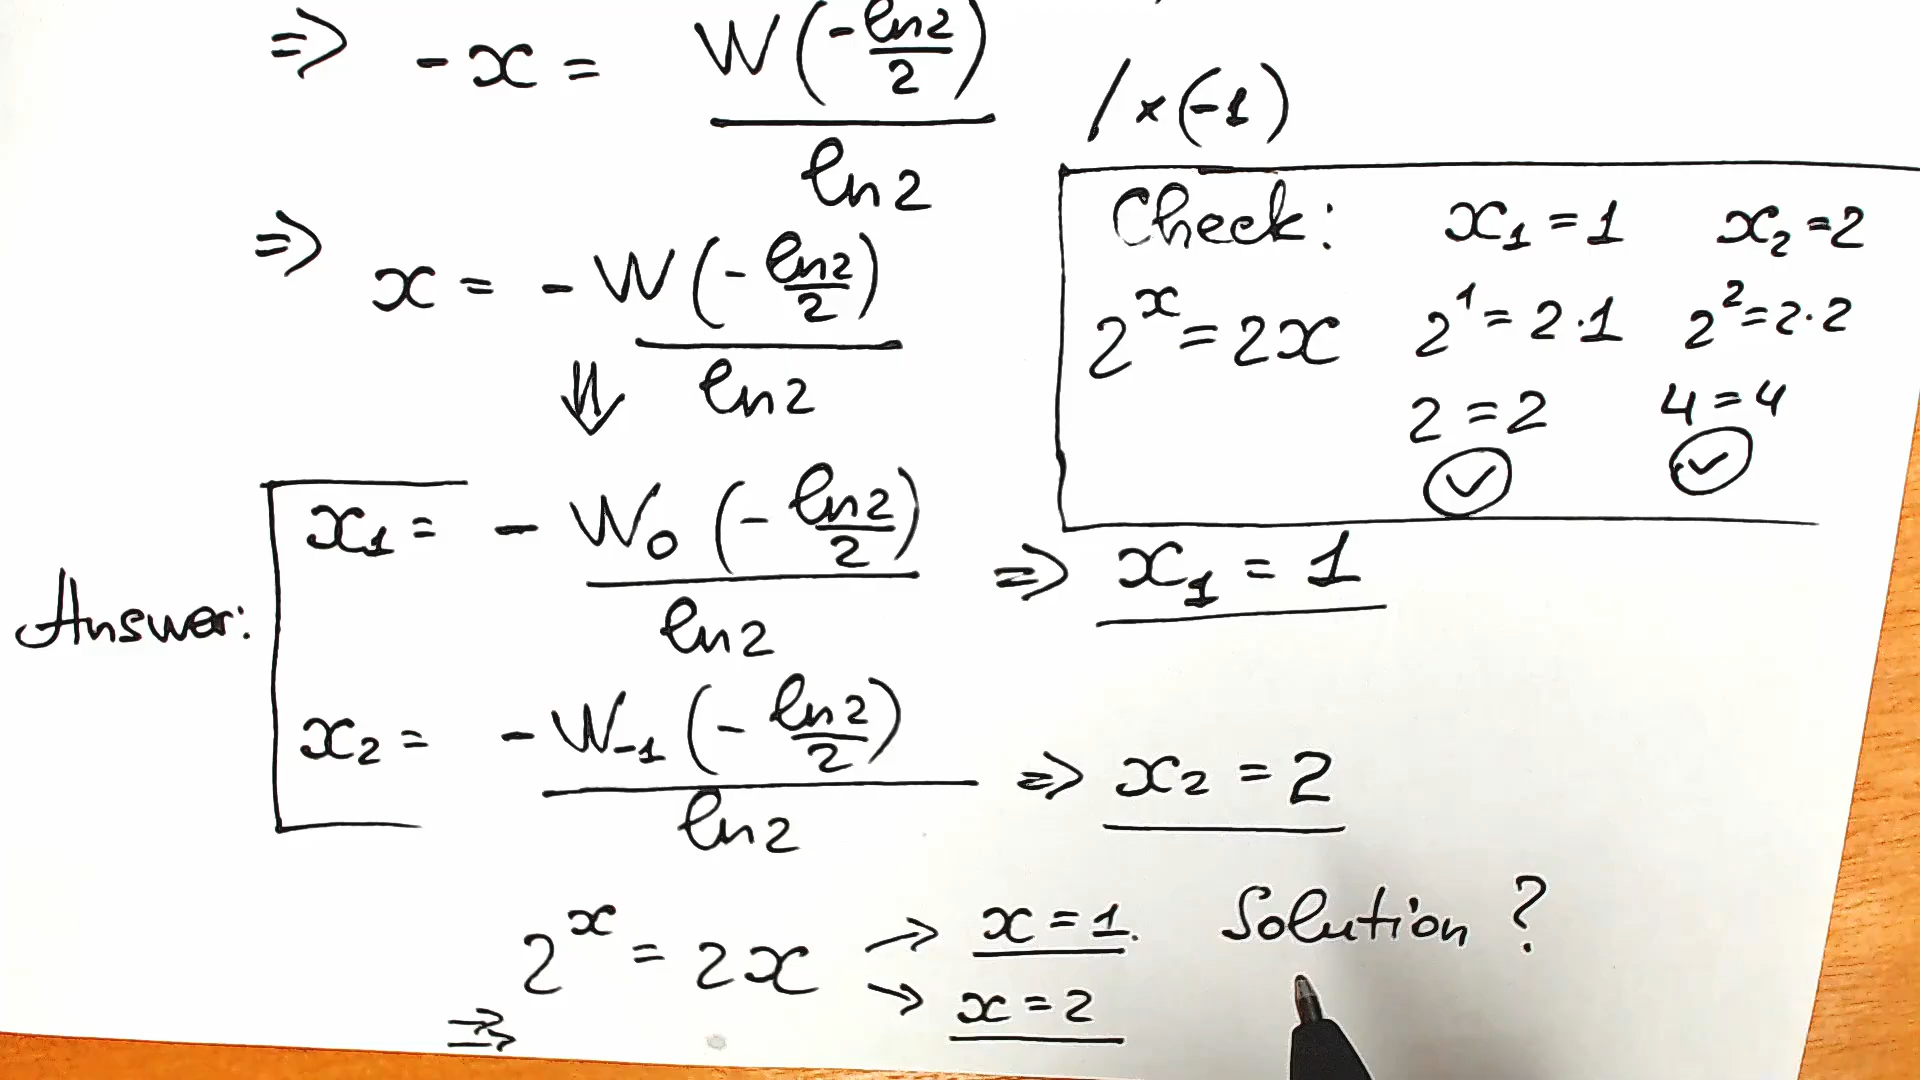 ⇒ -x = W(-ln2/2)/ln2 / ×(-1)
⇒ x = -W(-ln2/2)/ln2
⇓
Check: x₁=1 x₂=2
2ˣ=2x 2¹=2·1 2²=2·2
2=2 4=4
✓ ✓
Answer:
x₁= -W₀(-ln2/2)/ln2 ⇒ x₁=1
x₂= -W₋₁(-ln2/2)/ln2 ⇒ x₂=2
2ˣ=2x → x=1. Solution?
⇒ → x=2